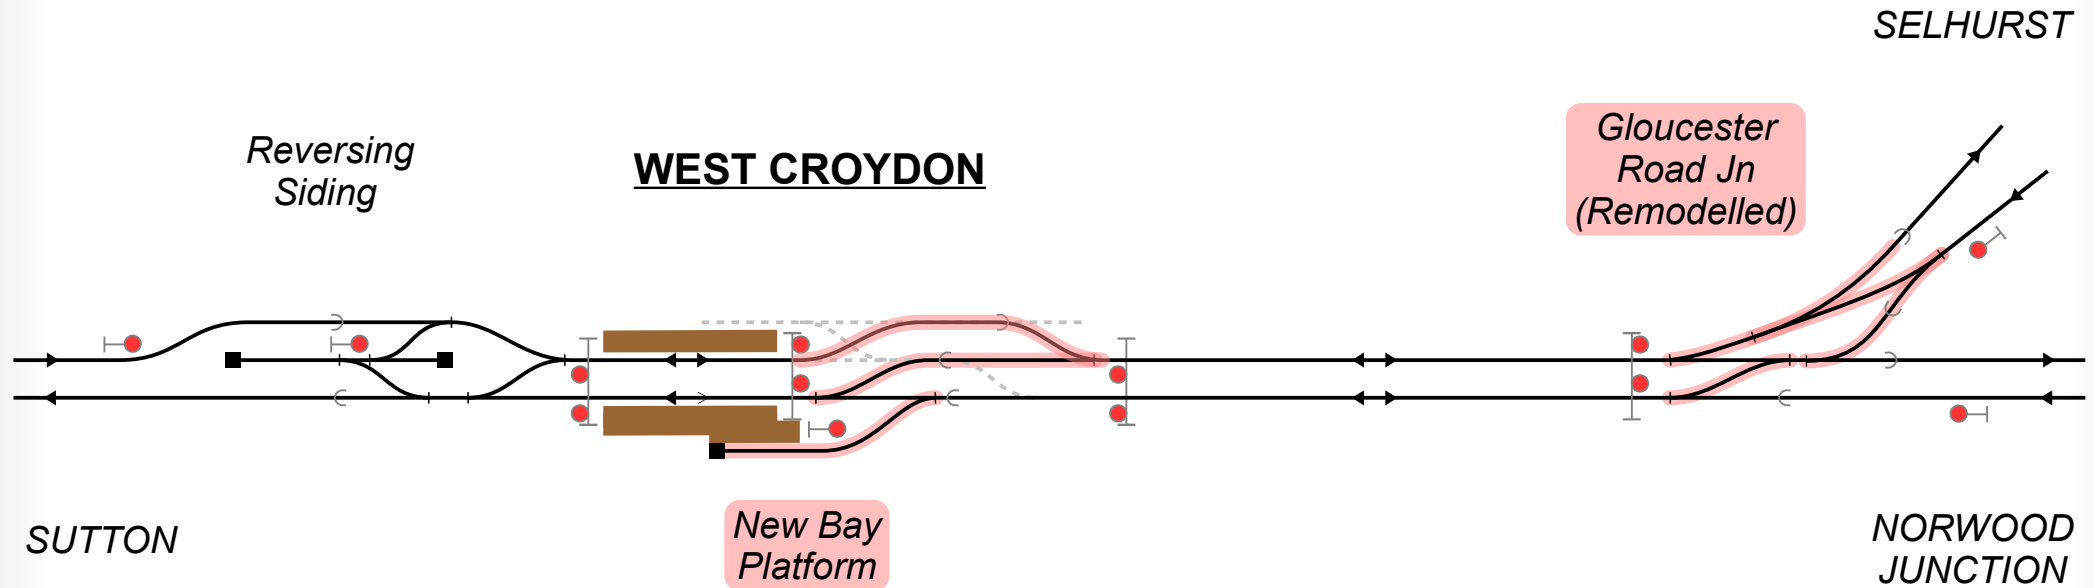 SELHURST
Gloucester
Road Jn
(Remodelled)
Reversing
Siding
WEST CROYDON
New Bay
Platform
SUTTON
NORWOOD
JUNCTION